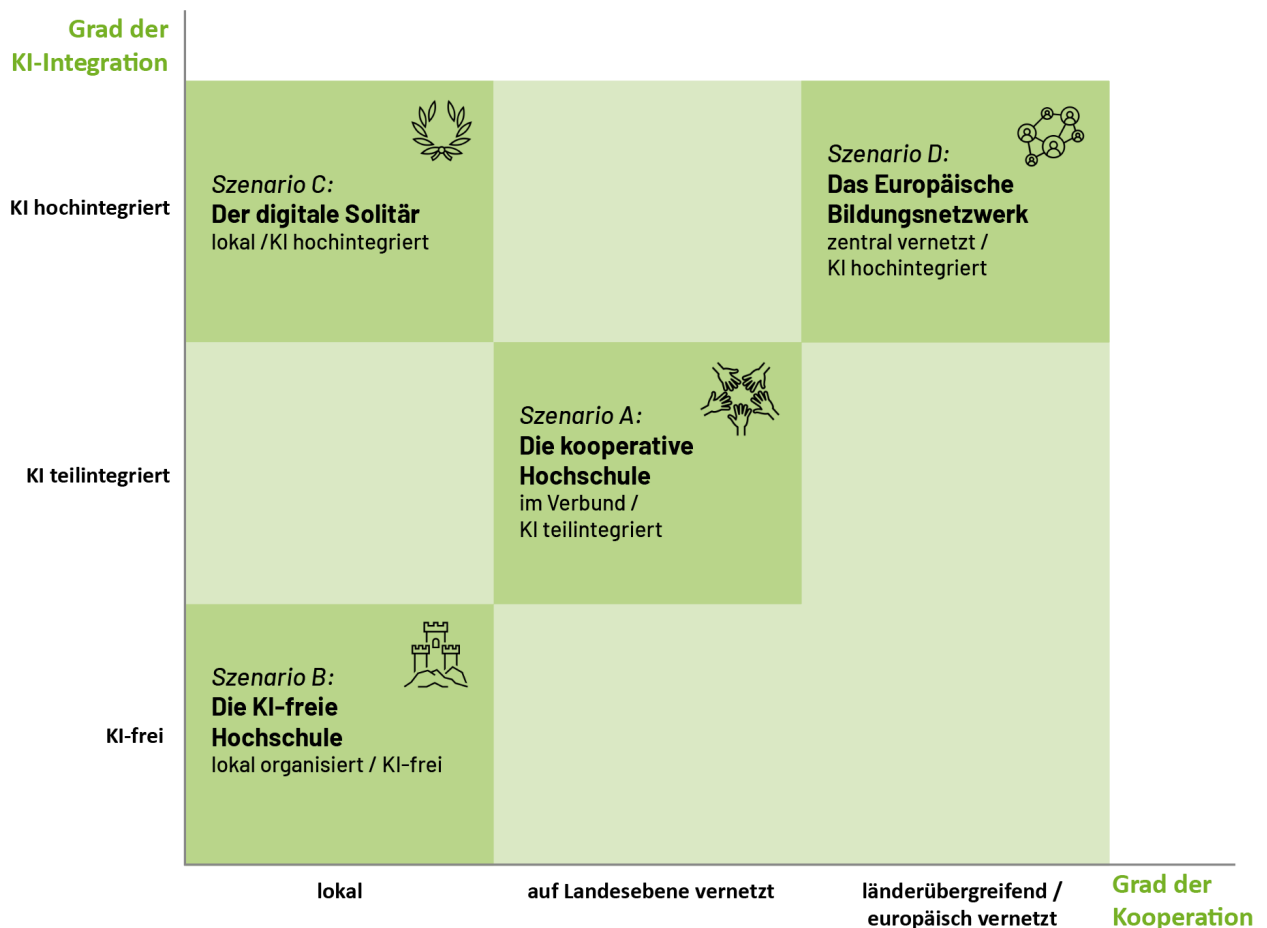 Grad der
KI-Integration
KI hochintegriert
Szenario C:
Der digitale Solitär
lokal /KI hochintegriert
Szenario D:
Das Europäische
Bildungsnetzwerk
zentral vernetzt /
KI hochintegriert
KI teilintegriert
Szenario A:
Die kooperative
Hochschule
im Verbund /
KI teilintegriert
KI-frei
Szenario B:
Die KI-freie
Hochschule
lokal organisiert / KI-frei
lokal
auf Landesebene vernetzt
länderübergreifend /
europäisch vernetzt
Grad der
Kooperation